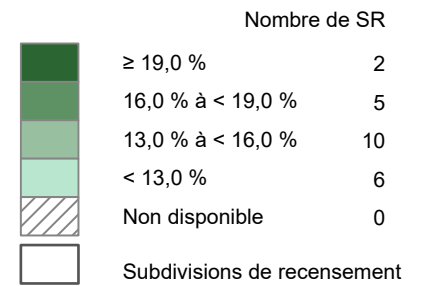 Nombre de SR
≥ 19,0 % 2
16,0 % à < 19,0 % 5
13,0 % à < 16,0 % 10
< 13,0 % 6
Non disponible 0
Subdivisions de recensement